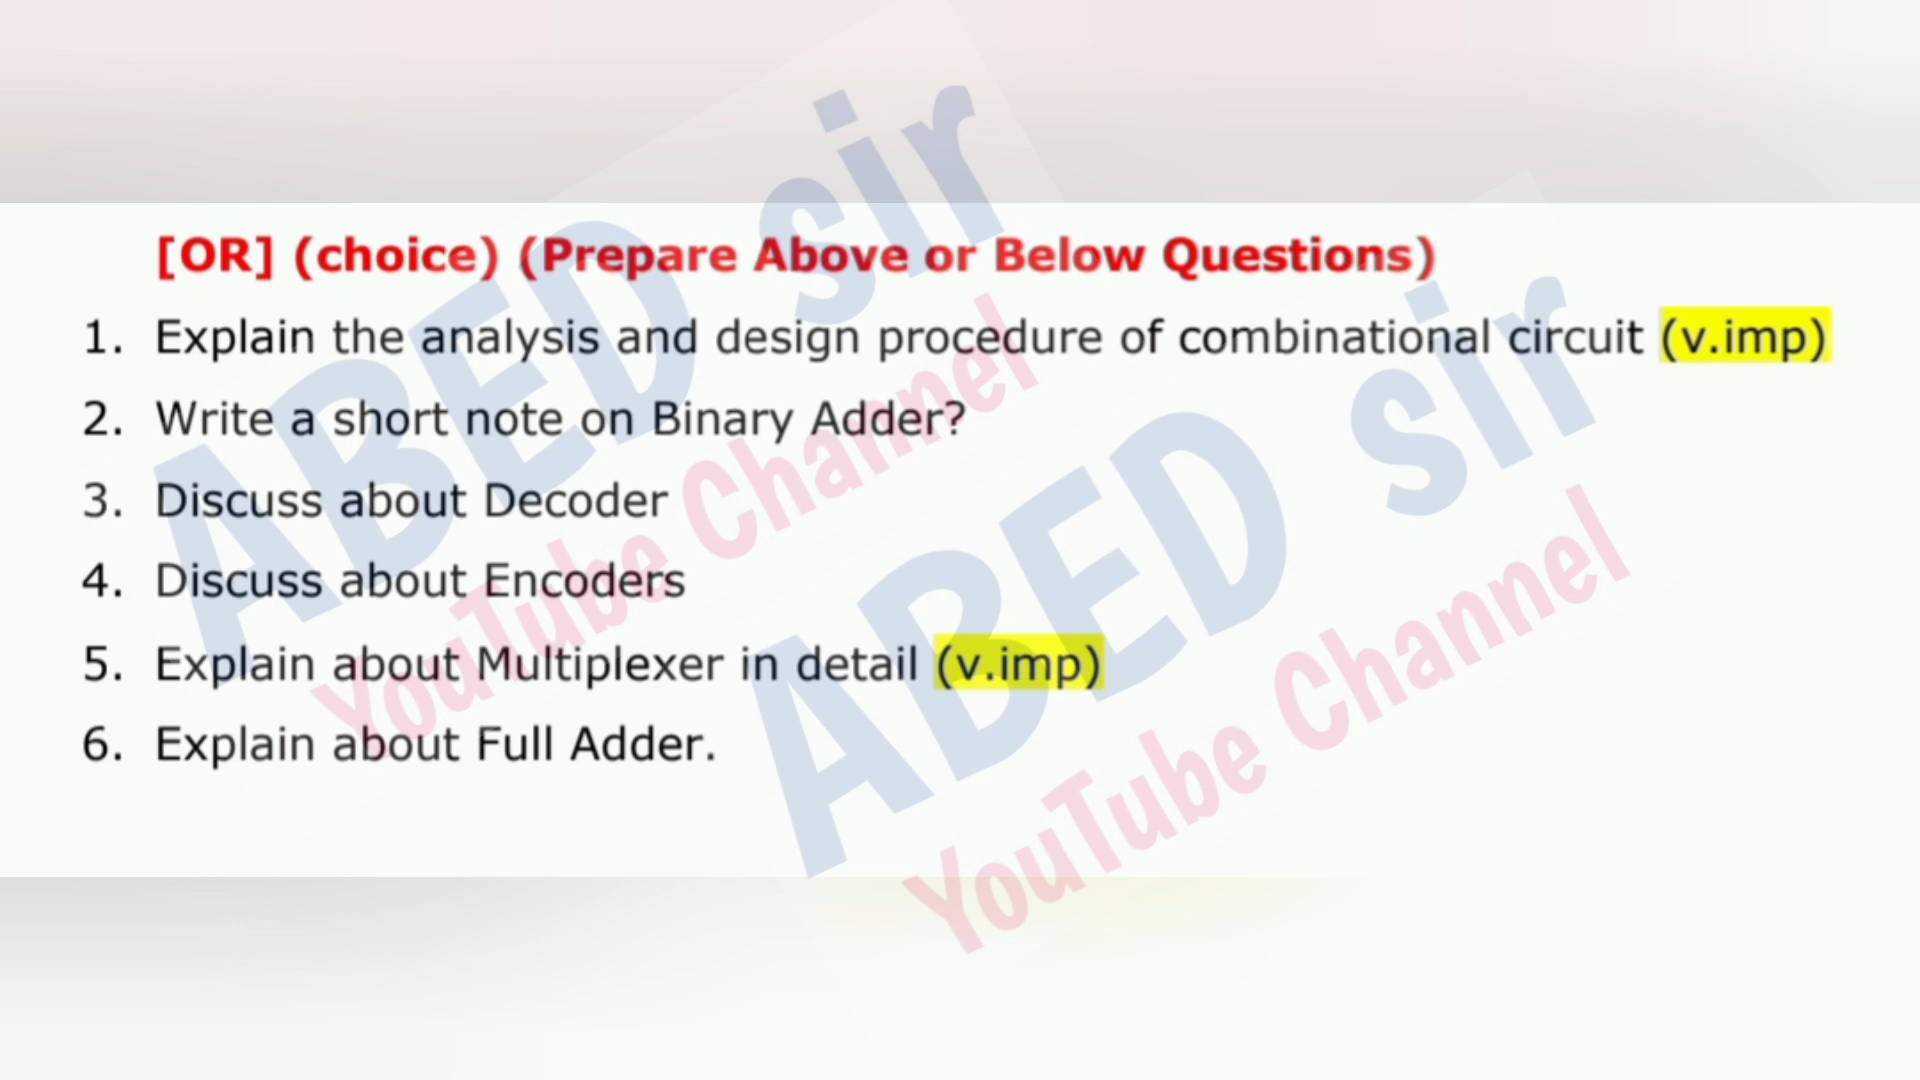 [OR] (choice) (Prepare Above or Below Questions)
1. Explain the analysis and design procedure of combinational circuit (v.imp)
2. Write a short note on Binary Adder?
3. Discuss about Decoder
4. Discuss about Encoders
5. Explain about Multiplexer in detail (v.imp)
6. Explain about Full Adder.
ABED sir
YouTube Channel
ABED sir
YouTube Channel